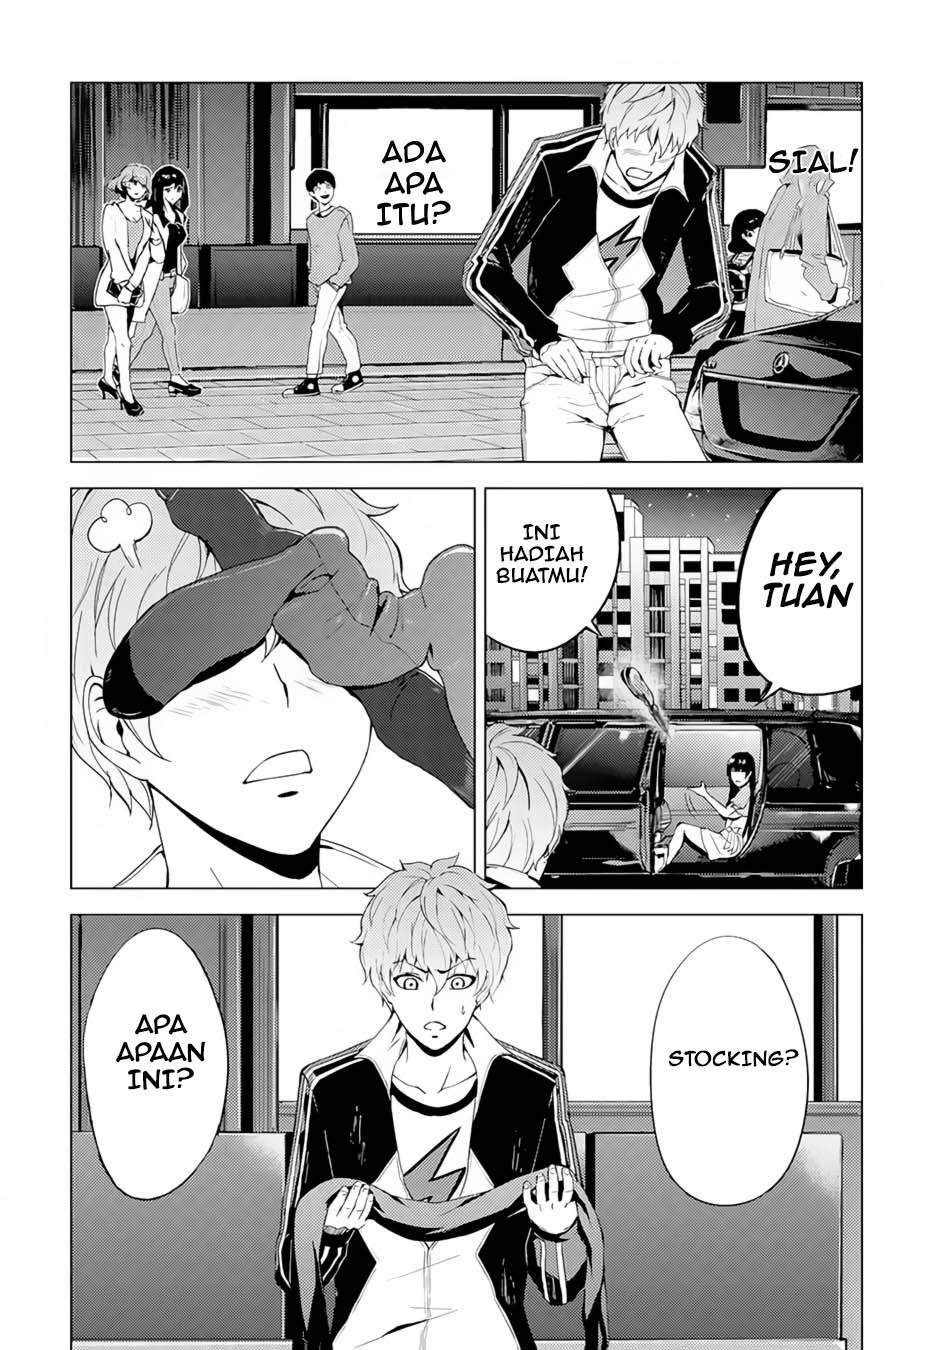 SIAL!
ADA
APA
ITU?
HEY,
TUAN
INI
HADIAH
BUATMU!
STOCKING?
APA
APAAN
INI?